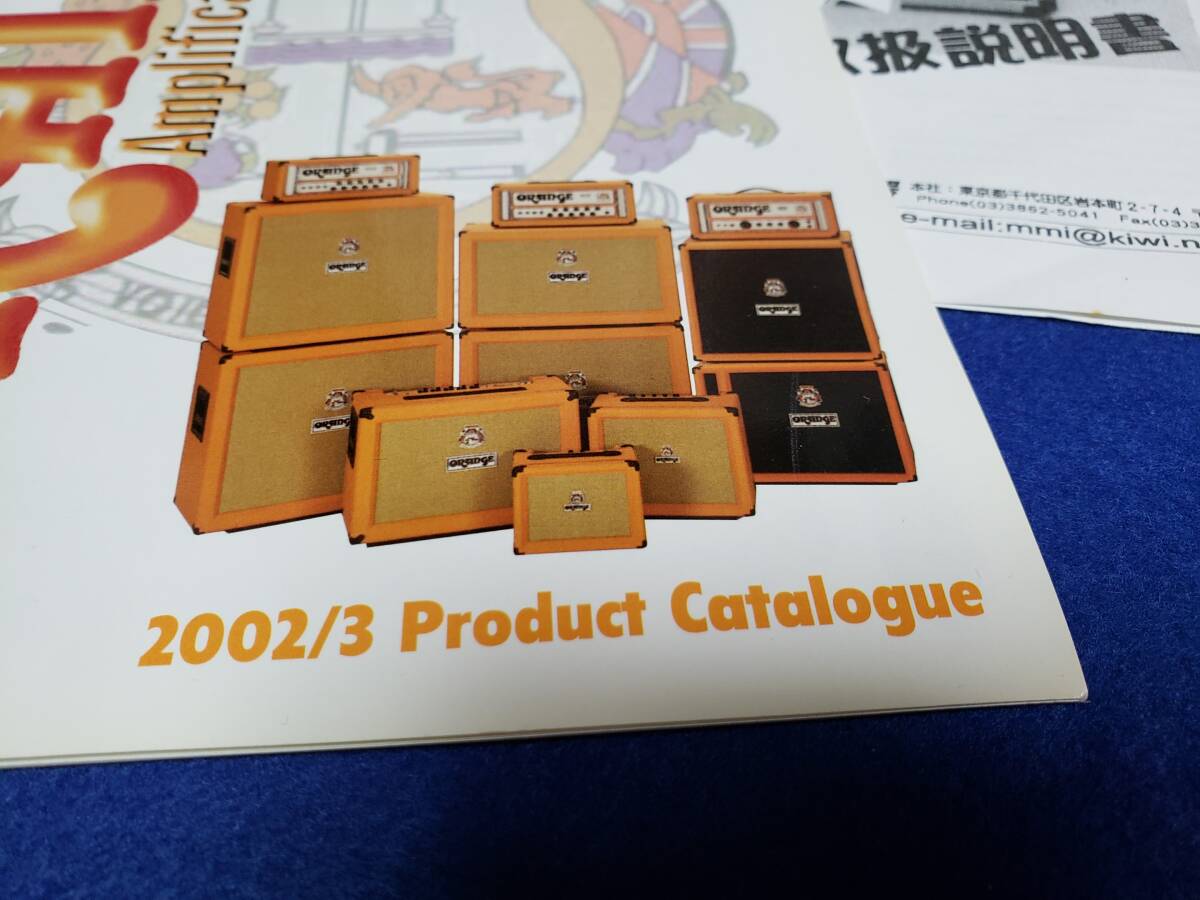 Amplifica
ORANGE
ORANGE
ORANGE
ORANGE
ORANGE
ORANGE
ORANGE
ORANGE
ORANGE
ORANGE
2002/3 Product Catalogue
扱説明書
本社:東京都千代田区岩本町2-7-4
Phone(03)3862-5041 Fax(03)3
e-mail:mmi@kiwi.n